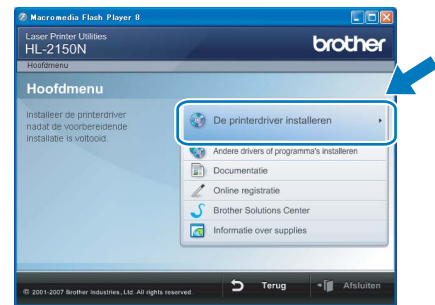 Macromedia Flash Player 8
Laser Printer Utilities
HL-2150N
brother
Hoofdmenu
Hoofdmenu
Installeer de printerdriver
nadat de voorbereidende
installatie is voltooid.
De printerdriver installeren
Andere drivers of programma's installeren
Documentatie
Online registratie
Brother Solutions Center
Informatie over supplies
© 2001-2007 Brother Industries, Ltd. All rights reserved.
Terug
Afsluiten